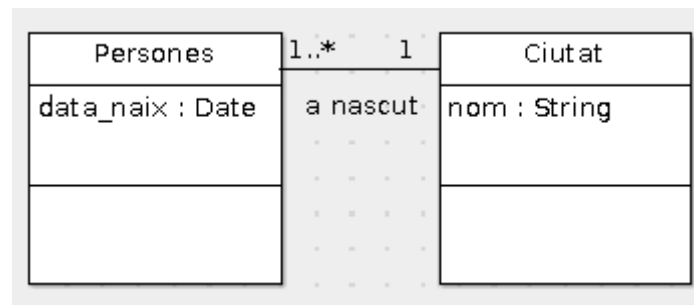 Persones
1..*
1
Ciutat
data_naix : Date
a nascut
nom : String